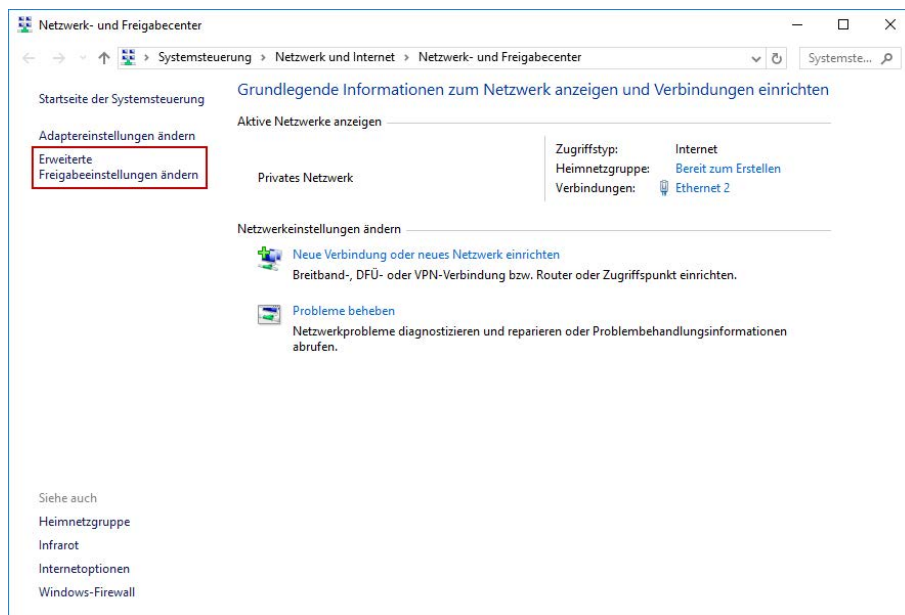 Netzwerk- und Freigabecenter
Systemsteuerung > Netzwerk und Internet > Netzwerk- und Freigabecenter
Systemste...
Startseite der Systemsteuerung
Adaptereinstellungen ändern
Erweiterte
Freigabeeinstellungen ändern
Grundlegende Informationen zum Netzwerk anzeigen und Verbindungen einrichten
Aktive Netzwerke anzeigen
Privates Netzwerk
Zugriffstyp: Internet
Heimnetzgruppe: Bereit zum Erstellen
Verbindungen: Ethernet 2
Netzwerkeinstellungen ändern
Neue Verbindung oder neues Netzwerk einrichten
Breitband-, DFÜ- oder VPN-Verbindung bzw. Router oder Zugriffspunkt einrichten.
Probleme beheben
Netzwerkprobleme diagnostizieren und reparieren oder Problembehandlungsinformationen
abrufen.
Siehe auch
Heimnetzgruppe
Infrarot
Internetoptionen
Windows-Firewall